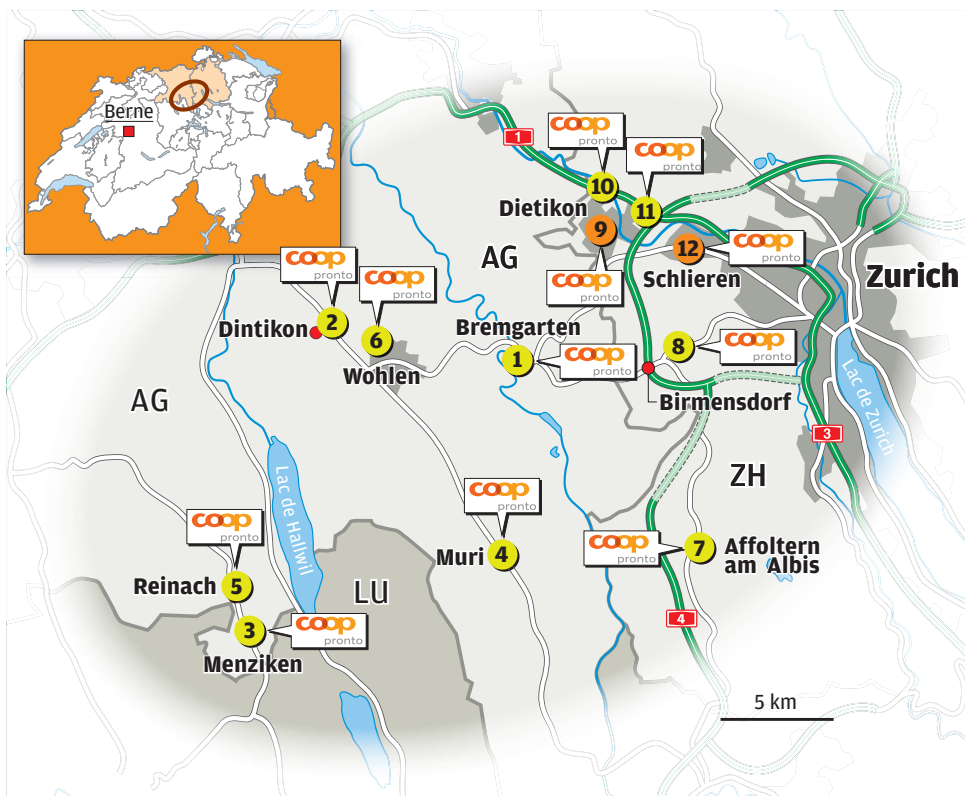 Berne
1
coop
pronto
coop
pronto
10
Dietikon
11
9
AG
12
coop
pronto
Schlieren
Zurich
coop
pronto
coop
pronto
coop
pronto
2
Dintikon
6
Wohlen
Bremgarten
1
coop
pronto
8
coop
pronto
Birmensdorf
Lac de Zurich
AG
3
ZH
Lac de Hallwil
coop
pronto
coop
pronto
Muri
4
coop
pronto
7
Affoltern
am Albis
Reinach
5
LU
3
coop
pronto
Menziken
4
5 km